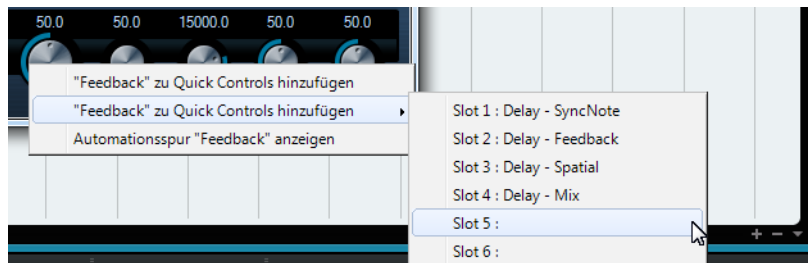 50.0 50.0 15000.0 50.0 50.0
"Feedback" zu Quick Controls hinzufügen
"Feedback" zu Quick Controls hinzufügen
Automationsspur "Feedback" anzeigen
Slot 1 : Delay - SyncNote
Slot 2 : Delay - Feedback
Slot 3 : Delay - Spatial
Slot 4 : Delay - Mix
Slot 5 :
Slot 6 :